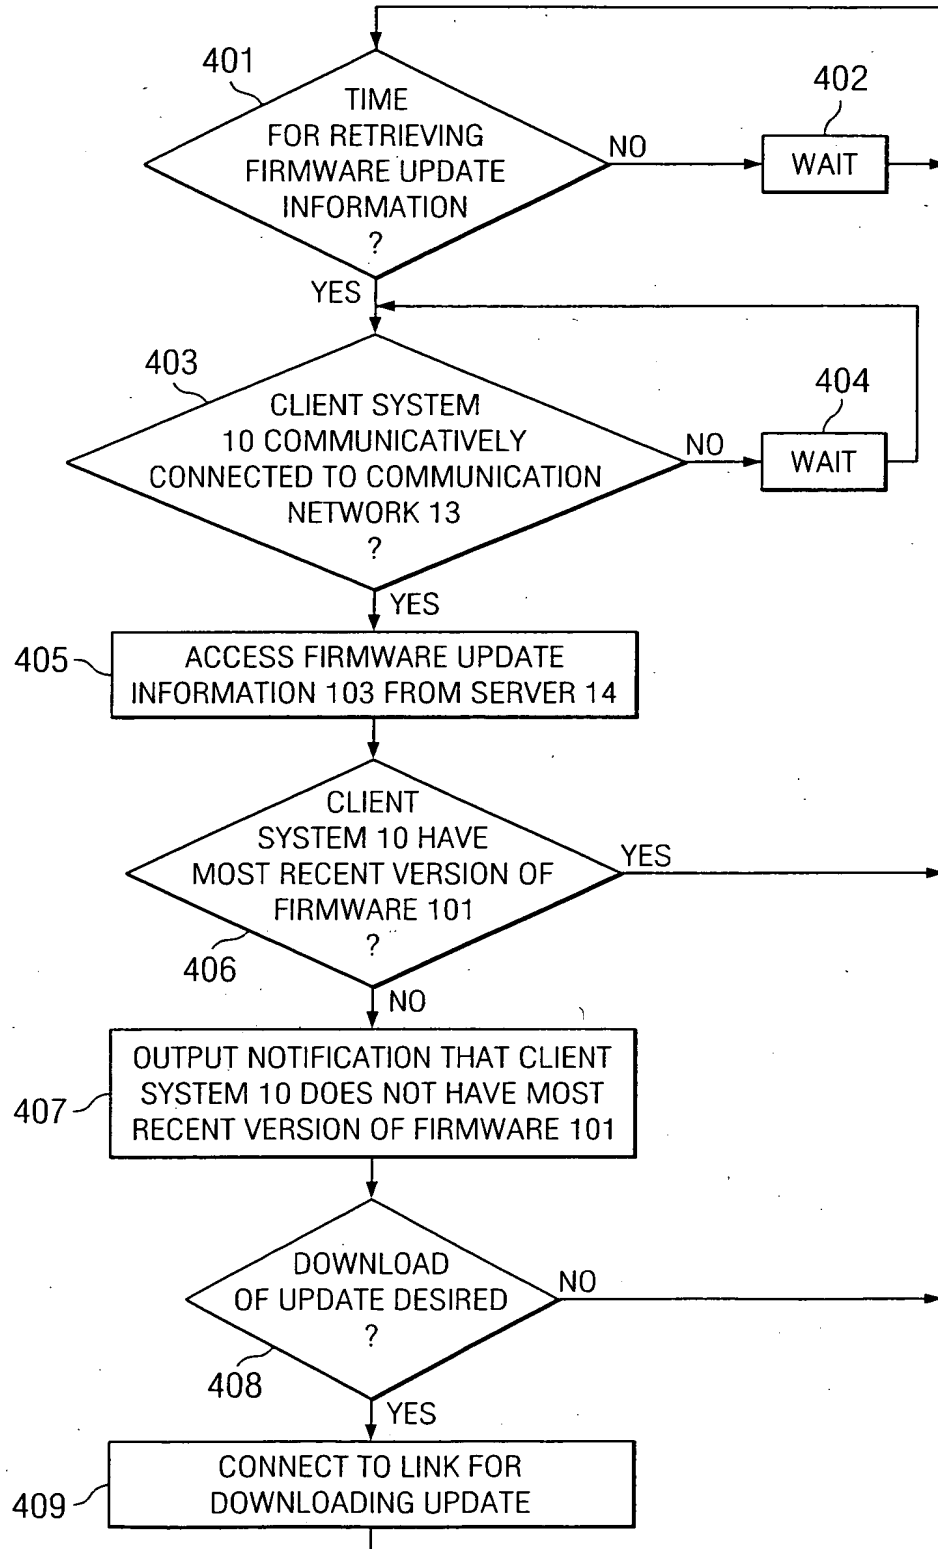 401
TIME
FOR RETRIEVING
FIRMWARE UPDATE
INFORMATION
?
NO
402
WAIT
YES
403
CLIENT SYSTEM
10 COMMUNICATIVELY
CONNECTED TO COMMUNICATION
NETWORK 13
?
NO
404
WAIT
YES
405
ACCESS FIRMWARE UPDATE
INFORMATION 103 FROM SERVER 14
CLIENT
SYSTEM 10 HAVE
MOST RECENT VERSION OF
FIRMWARE 101
?
YES
406
NO
407
OUTPUT NOTIFICATION THAT CLIENT
SYSTEM 10 DOES NOT HAVE MOST
RECENT VERSION OF FIRMWARE 101
DOWNLOAD
OF UPDATE DESIRED
?
NO
408
YES
409
CONNECT TO LINK FOR
DOWNLOADING UPDATE